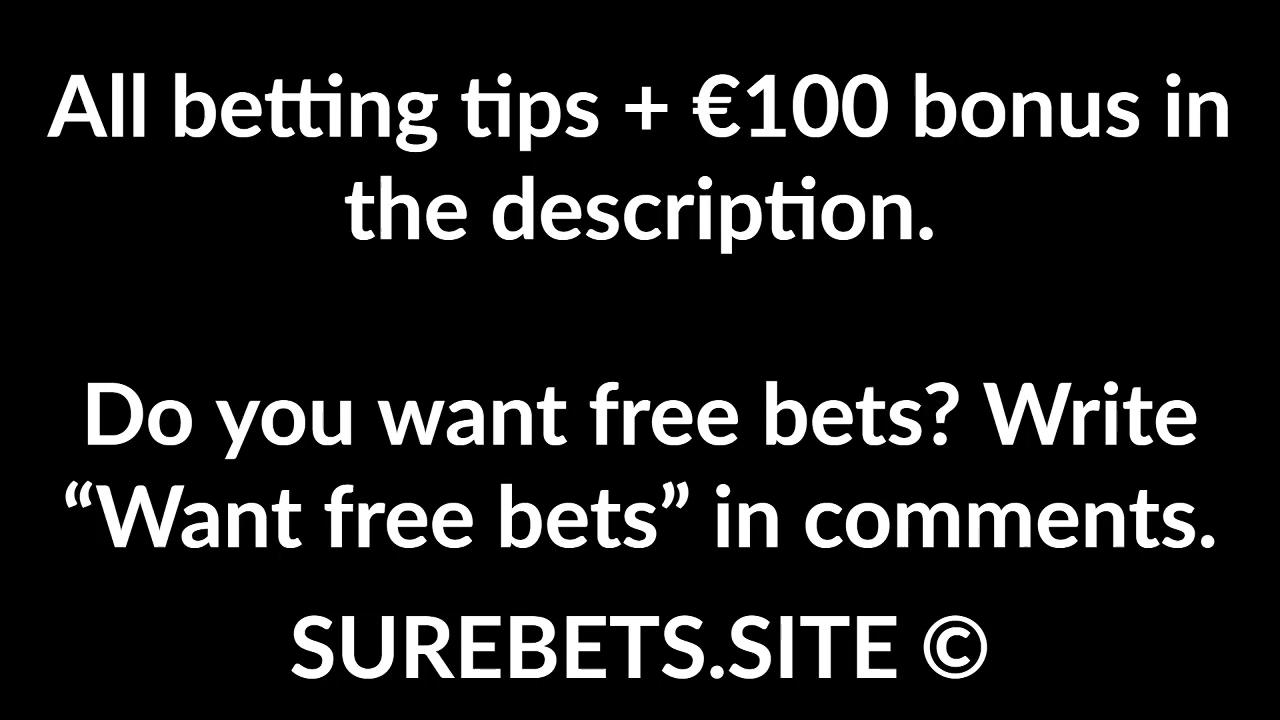 All betting tips + €100 bonus in
the description.
Do you want free bets? Write
“Want free bets” in comments.
SUREBETS.SITE ©